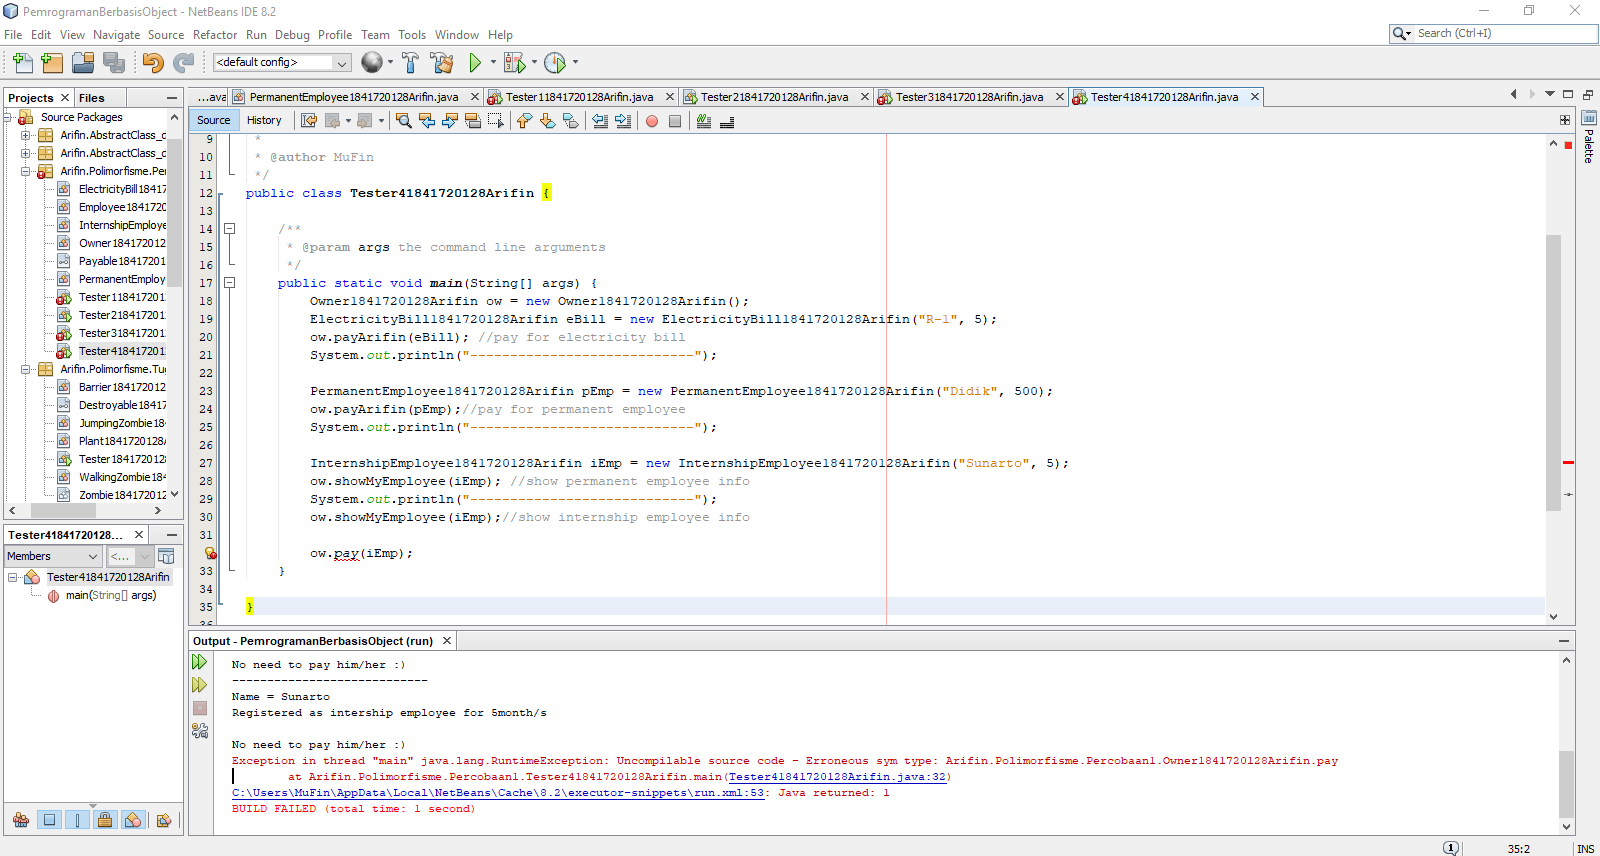 PemrogramanBerbasisObject - NetBeans IDE 8.2
File Edit View Navigate Source Refactor Run Debug Profile Team Tools Window Help
Search (Ctrl+I)
<default config>
Projects Files
Source Packages
Arifin.AbstractClass_d
Arifin.AbstractClass_d
Arifin.Polimorfisme.Per
ElectricityBill18417
Employee1841720
InternshipEmploye
Owner184172012
Payable18417201
PermanentEmploy
Tester1184172012
Tester2184172012
Tester3184172012
Tester4184172012
Arifin.Polimorfisme.Tug
Barrier184172012
Destroyable18417
JumpingZombie18
Plant1841720128A
Tester184172012
WalkingZombie184
Zombie184172012
...ava PermanentEmployee1841720128Arifin.java Tester11841720128Arifin.java Tester21841720128Arifin.java Tester31841720128Arifin.java Tester41841720128Arifin.java
Source History
9 *
10 * @author MuFin
11 */
12 public class Tester41841720128Arifin {
13
14 /**
15 * @param args the command line arguments
16 */
17 public static void main(String[] args) {
18 Owner1841720128Arifin ow = new Owner1841720128Arifin();
19 ElectricityBill1841720128Arifin eBill = new ElectricityBill1841720128Arifin("R-1", 5);
20 ow.payArifin(eBill); //pay for electricity bill
21 System.out.println("----------------------------");
22
23 PermanentEmployee1841720128Arifin pEmp = new PermanentEmployee1841720128Arifin("Didik", 500);
24 ow.payArifin(pEmp);//pay for permanent employee
25 System.out.println("----------------------------");
26
27 InternshipEmployee1841720128Arifin iEmp = new InternshipEmployee1841720128Arifin("Sunarto", 5);
28 ow.showMyEmployee(iEmp); //show permanent employee info
29 System.out.println("----------------------------");
30 ow.showMyEmployee(iEmp);//show internship employee info
31
ow.pay(iEmp);
33 }
34
35 }
36
Palette
Tester41841720128...
Members <...
Tester41841720128Arifin
main(String[] args)
Output - PemrogramanBerbasisObject (run)
No need to pay him/her :)
----------------------------
Name = Sunarto
Registered as intership employee for 5month/s
No need to pay him/her :)
Exception in thread "main" java.lang.RuntimeException: Uncompilable source code - Erroneous sym type: Arifin.Polimorfisme.Percobaan1.Owner1841720128Arifin.pay
at Arifin.Polimorfisme.Percobaan1.Tester41841720128Arifin.main(Tester41841720128Arifin.java:32)
C:\Users\MuFin\AppData\Local\NetBeans\Cache\8.2\executor-snippets\run.xml:53: Java returned: 1
BUILD FAILED (total time: 1 second)
1 35:2 INS